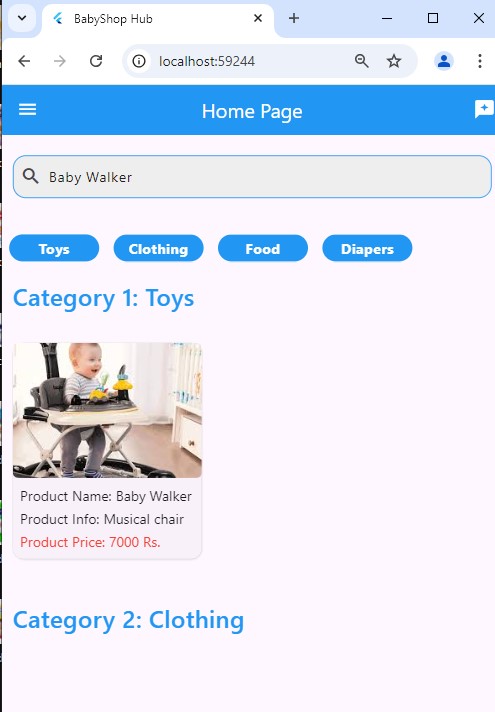 BabyShop Hub
localhost:59244
Home Page
Baby Walker
Toys Clothing Food Diapers
Category 1: Toys
Product Name: Baby Walker
Product Info: Musical chair
Product Price: 7000 Rs.
Category 2: Clothing